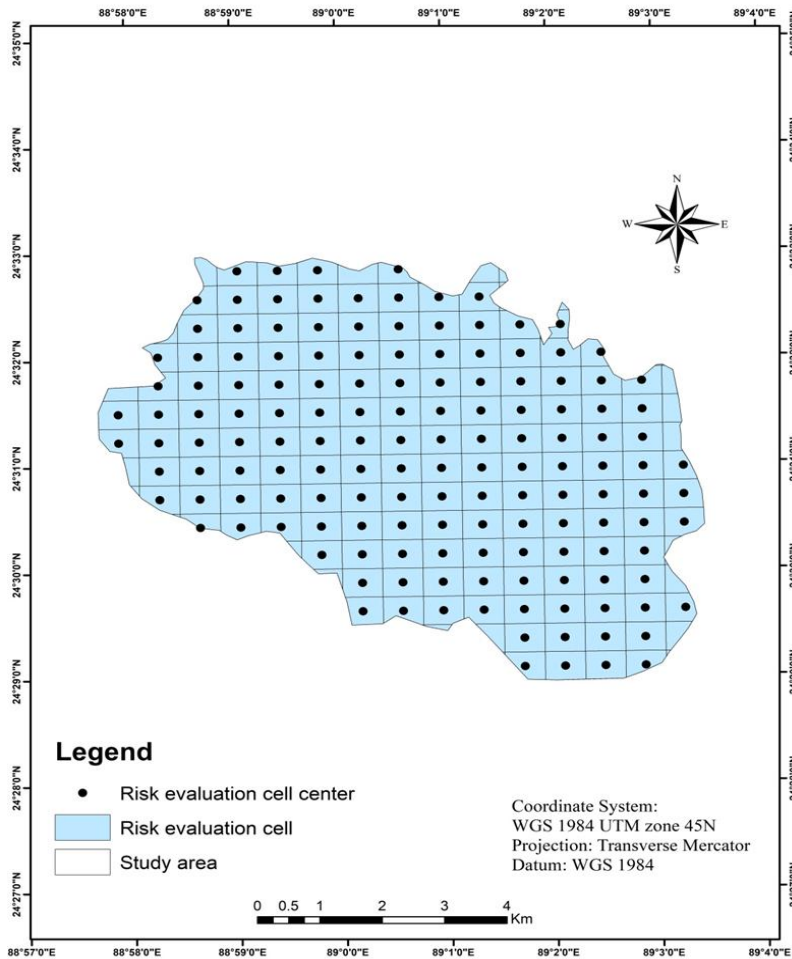 88°58'0"E 88°59'0"E 89°0'0"E 89°1'0"E 89°2'0"E 89°3'0"E 89°4'0"E
24°35'0"N
24°34'0"N
24°33'0"N
24°32'0"N
24°31'0"N
24°30'0"N
24°29'0"N
24°28'0"N
24°27'0"N
N
W E
S
Legend
Risk evaluation cell center
Risk evaluation cell
Study area
Coordinate System:
WGS 1984 UTM zone 45N
Projection: Transverse Mercator
Datum: WGS 1984
0 0.5 1 2 3 4
Km
88°57'0"E 88°58'0"E 88°59'0"E 89°0'0"E 89°1'0"E 89°2'0"E 89°3'0"E 89°4'0"E